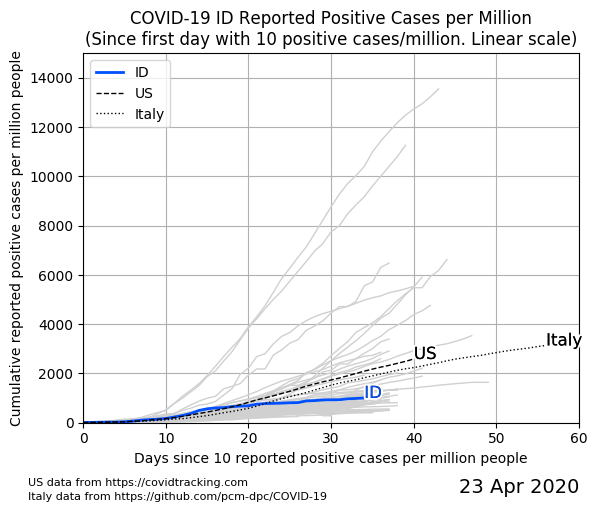 COVID-19 ID Reported Positive Cases per Million
(Since first day with 10 positive cases/million. Linear scale)
Cumulative reported positive cases per million people
14000
12000
10000
8000
6000
4000
2000
0
ID
US
Italy
US
Italy
ID
0 10 20 30 40 50 60
Days since 10 reported positive cases per million people
US data from https://covidtracking.com
Italy data from https://github.com/pcm-dpc/COVID-19
23 Apr 2020